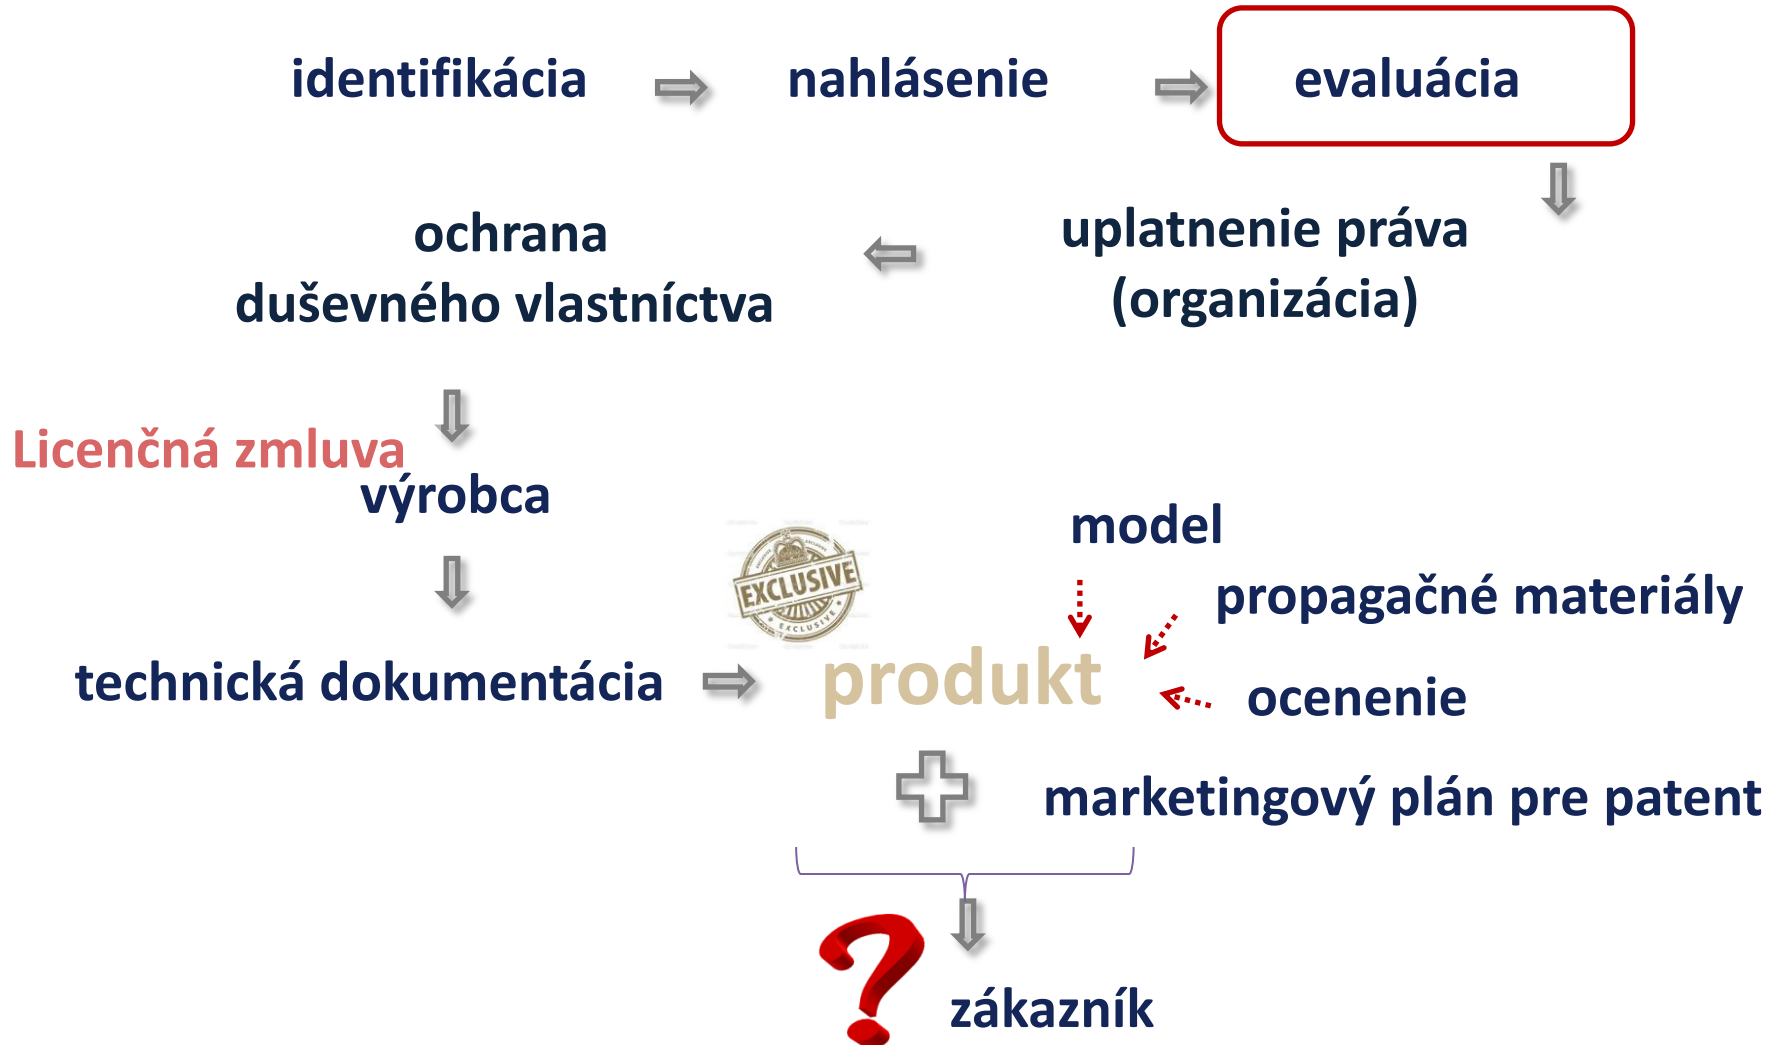 identifikácia
nahlásenie
evaluácia
ochrana
duševného vlastníctva
uplatnenie práva
(organizácia)
Licenčná zmluva
výrobca
model
EXCLUSIVE
EXCLUSIVE
propagačné materiály
technická dokumentácia
produkt
ocenenie
marketingový plán pre patent
zákazník